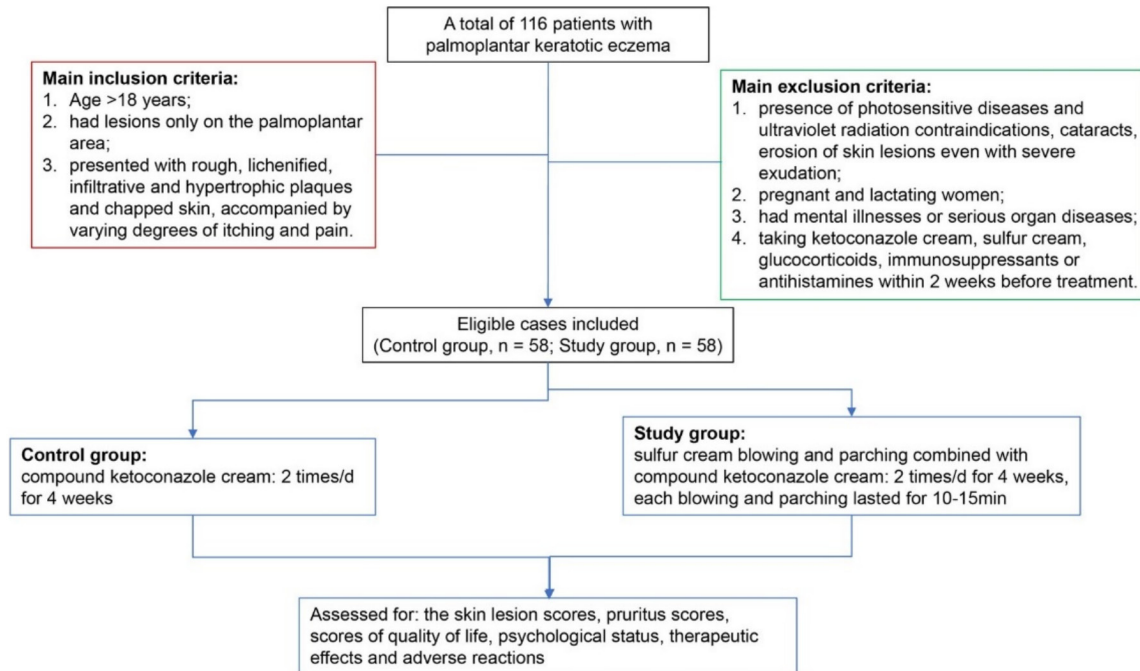 A total of 116 patients with
palmoplantar keratotic eczema
Main inclusion criteria:
1. Age >18 years;
2. had lesions only on the palmoplantar
area;
3. presented with rough, lichenified,
infiltrative and hypertrophic plaques
and chapped skin, accompanied by
varying degrees of itching and pain.
Main exclusion criteria:
1. presence of photosensitive diseases and
ultraviolet radiation contraindications, cataracts,
erosion of skin lesions even with severe
exudation;
2. pregnant and lactating women;
3. had mental illnesses or serious organ diseases;
4. taking ketoconazole cream, sulfur cream,
glucocorticoids, immunosuppressants or
antihistamines within 2 weeks before treatment.
Eligible cases included
(Control group, n = 58; Study group, n = 58)
Control group:
compound ketoconazole cream: 2 times/d
for 4 weeks
Study group:
sulfur cream blowing and parching combined with
compound ketoconazole cream: 2 times/d for 4 weeks,
each blowing and parching lasted for 10-15min
Assessed for: the skin lesion scores, pruritus scores,
scores of quality of life, psychological status, therapeutic
effects and adverse reactions